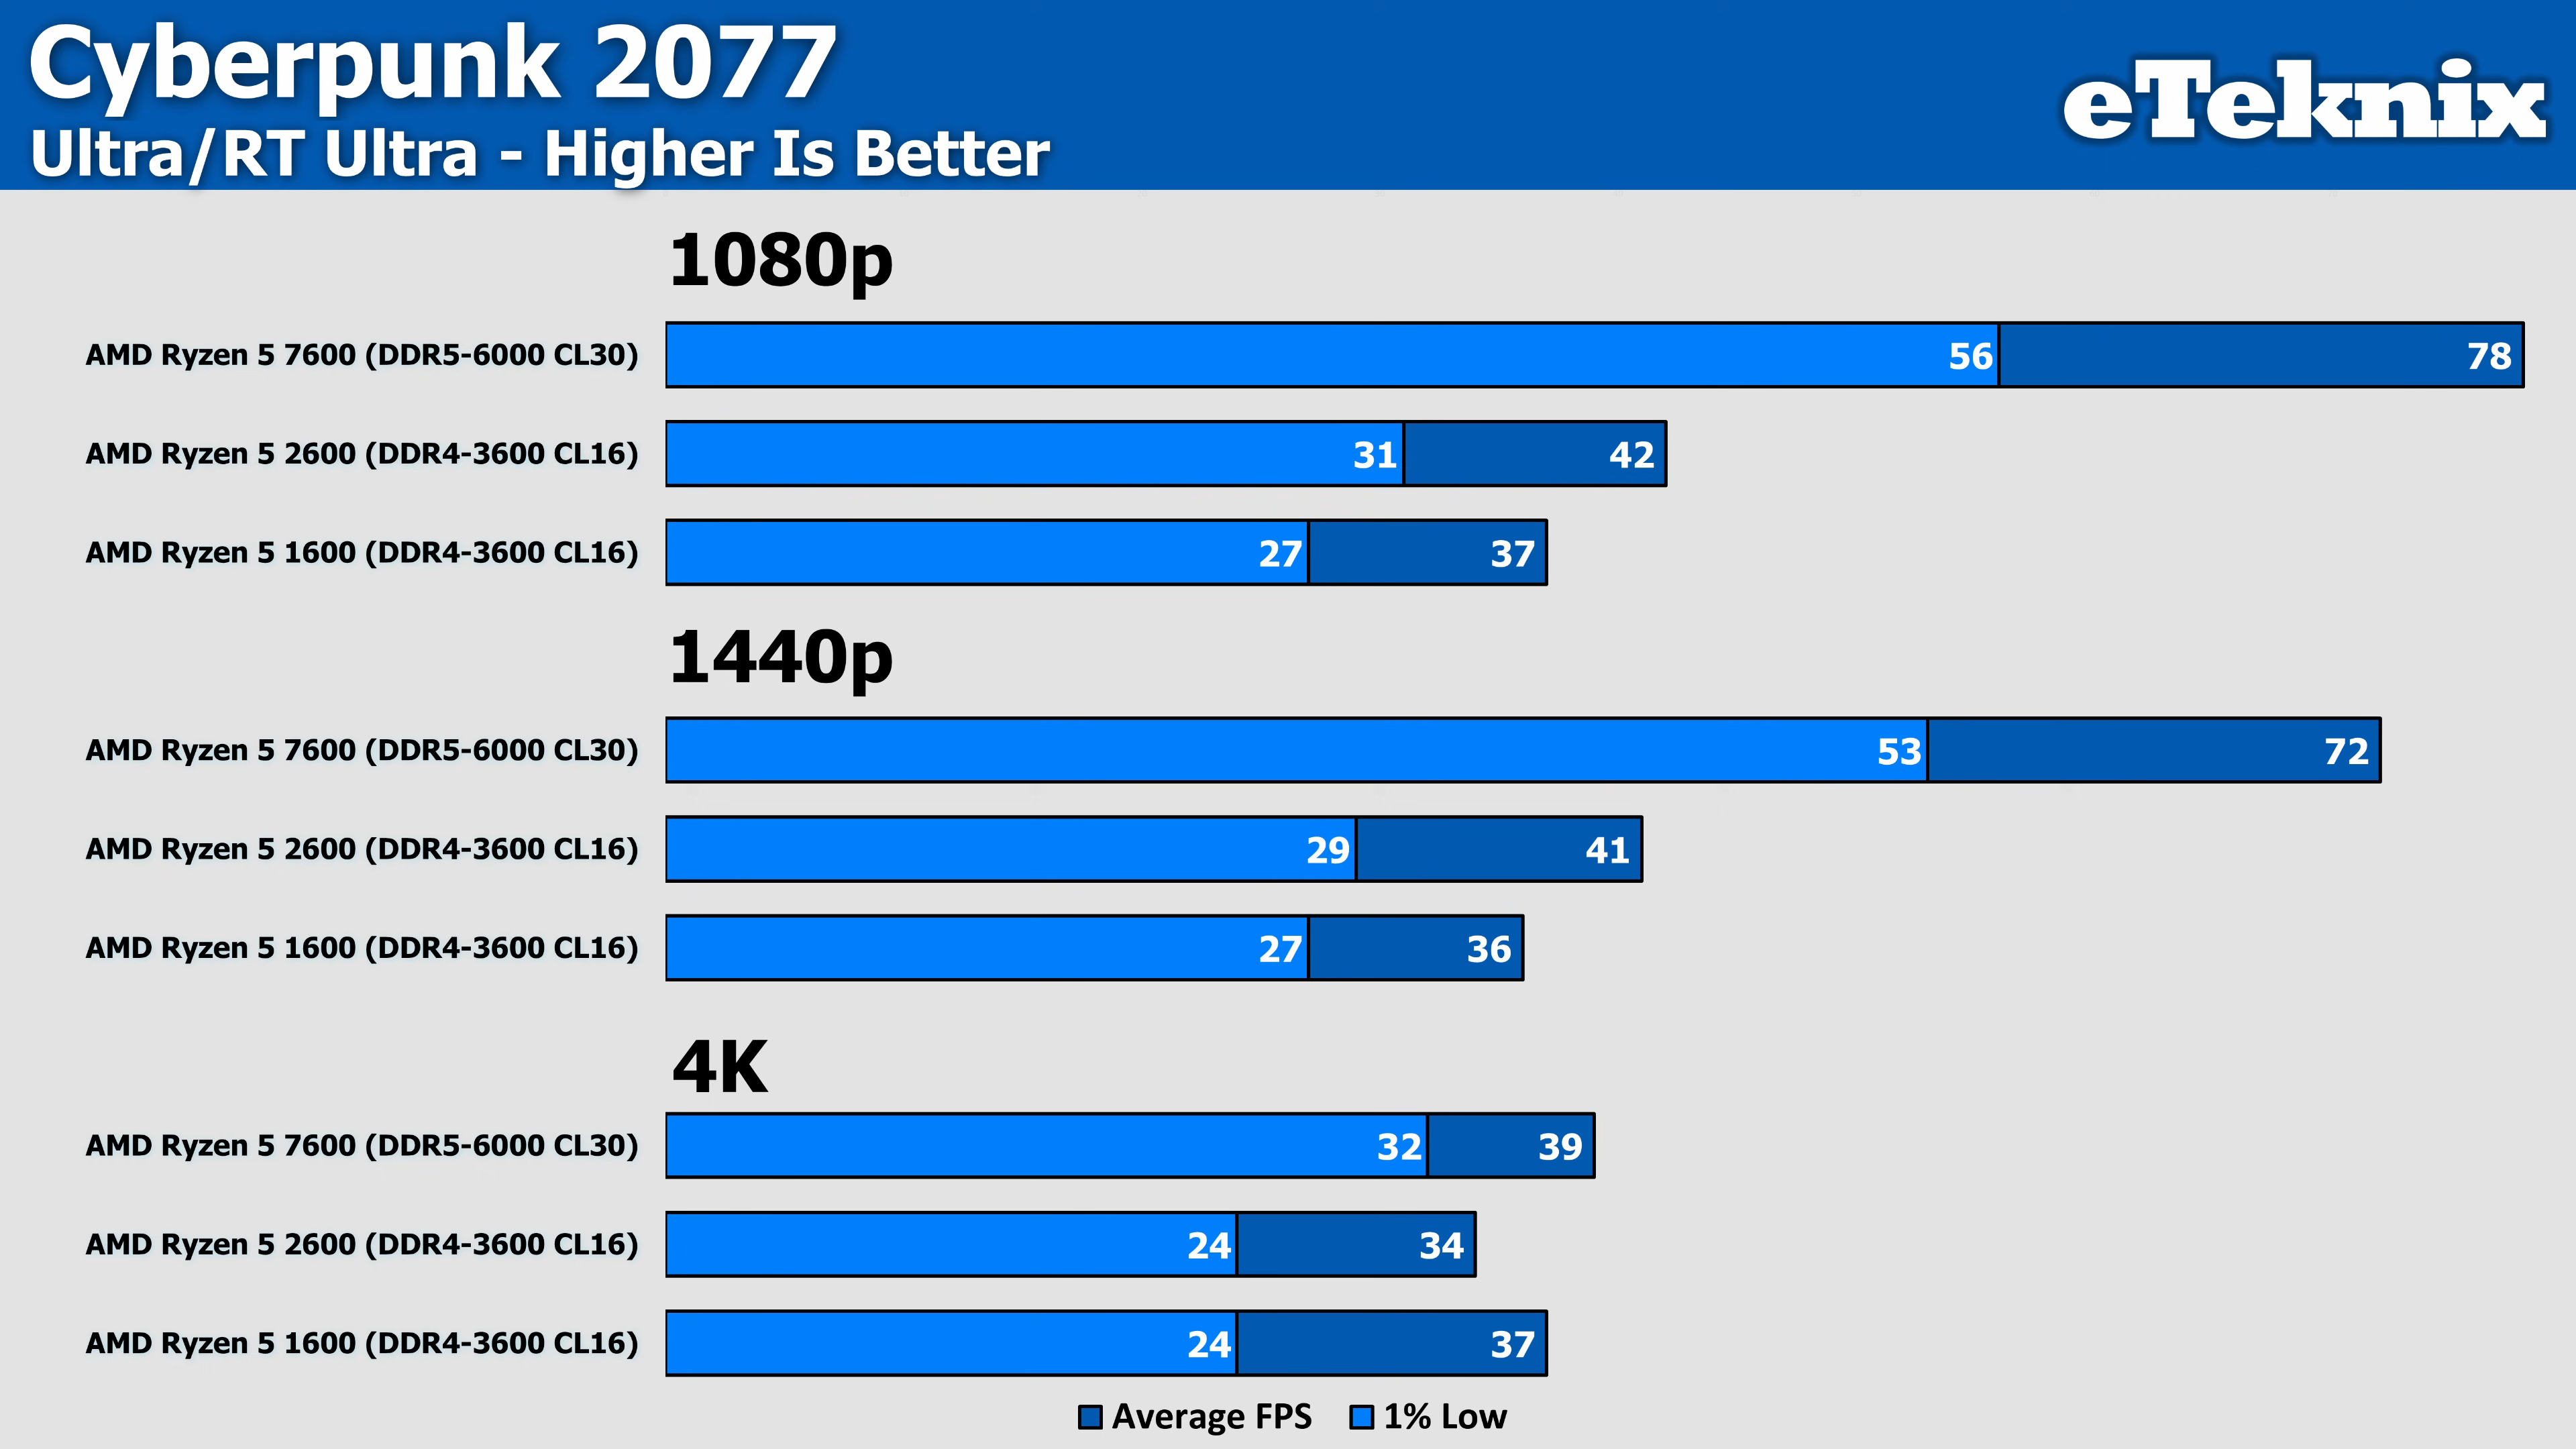 Cyberpunk 2077
Ultra/RT Ultra - Higher Is Better
eTeknix
1080p
AMD Ryzen 5 7600 (DDR5-6000 CL30) 56 78
AMD Ryzen 5 2600 (DDR4-3600 CL16) 31 42
AMD Ryzen 5 1600 (DDR4-3600 CL16) 27 37
1440p
AMD Ryzen 5 7600 (DDR5-6000 CL30) 53 72
AMD Ryzen 5 2600 (DDR4-3600 CL16) 29 41
AMD Ryzen 5 1600 (DDR4-3600 CL16) 27 36
4K
AMD Ryzen 5 7600 (DDR5-6000 CL30) 32 39
AMD Ryzen 5 2600 (DDR4-3600 CL16) 24 34
AMD Ryzen 5 1600 (DDR4-3600 CL16) 24 37
Average FPS 1% Low